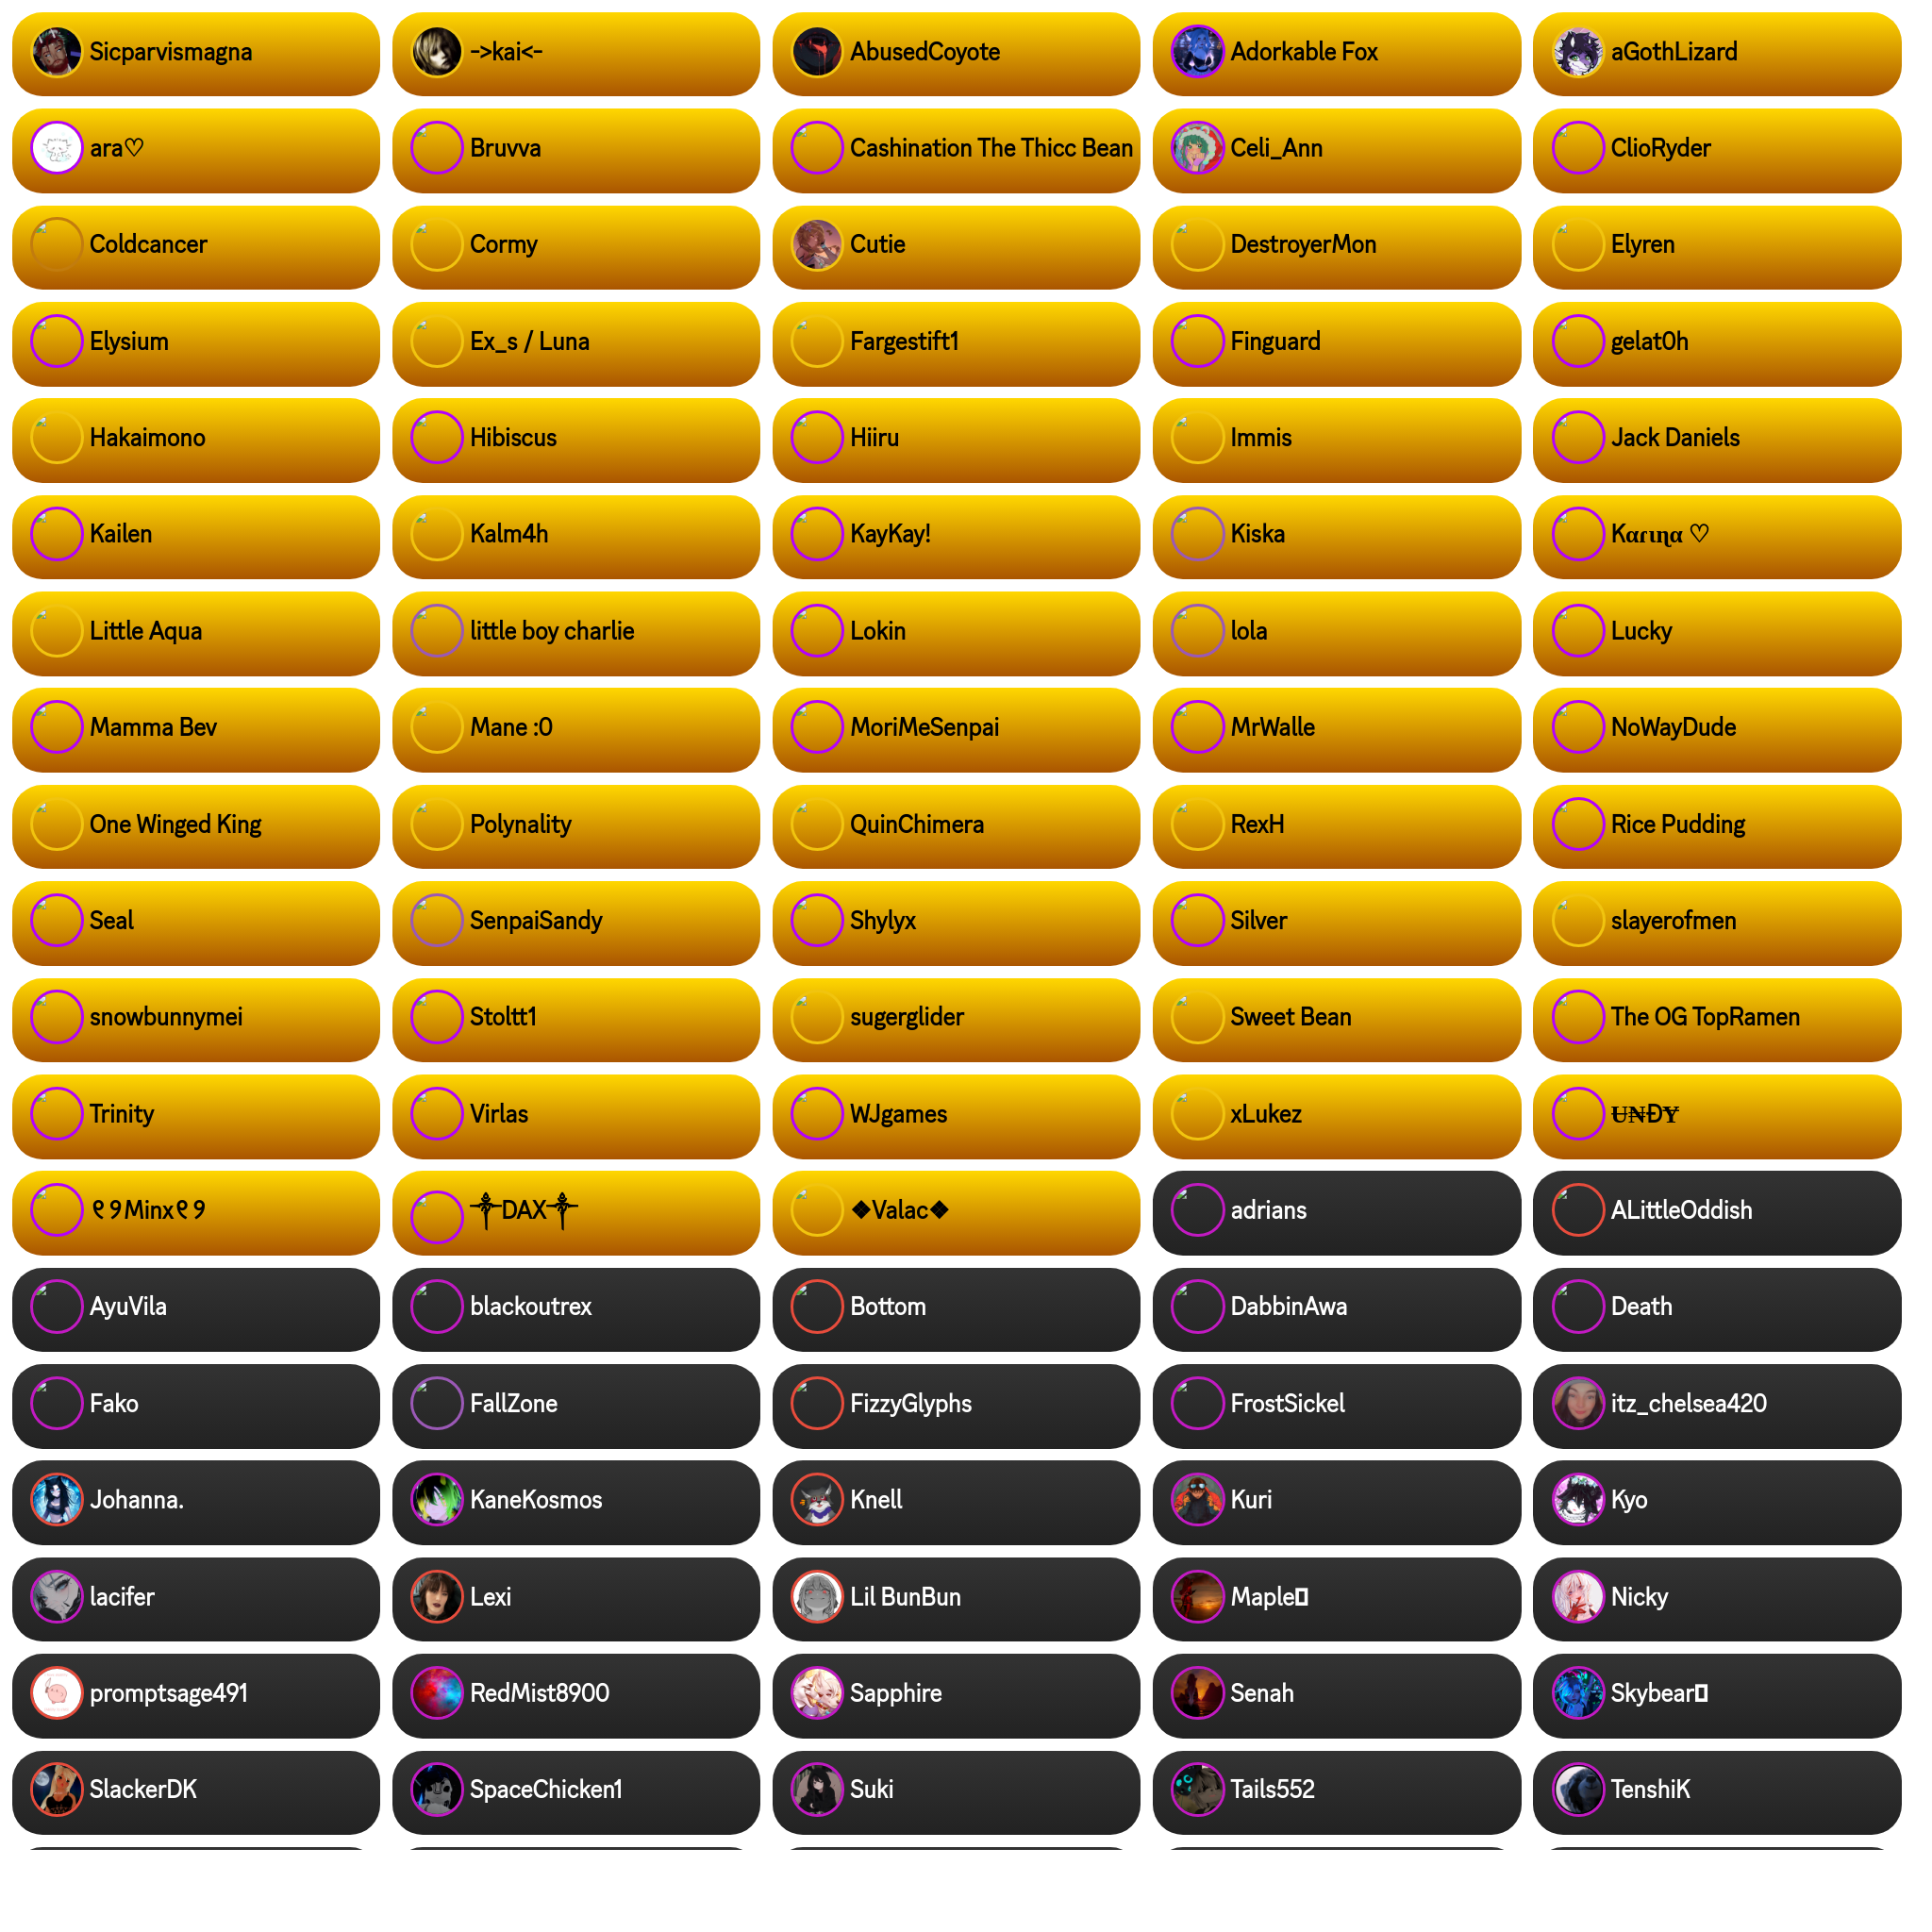 Sicparvismagna
->kai<-
AbusedCoyote
Adorkable Fox
aGothLizard
ara♡
Bruvva
Cashination The Thicc Bean
Celi_Ann
ClioRyder
Coldcancer
Cormy
Cutie
DestroyerMon
Elyren
Elysium
Ex_s / Luna
Fargestift1
Finguard
gelat0h
Hakaimono
Hibiscus
Hiiru
Immis
Jack Daniels
Kailen
Kalm4h
KayKay!
Kiska
Kαɾιɳα ♡
Little Aqua
little boy charlie
Lokin
lola
Lucky
Mamma Bev
Mane :0
MoriMeSenpai
MrWalle
NoWayDude
One Winged King
Polynality
QuinChimera
RexH
Rice Pudding
Seal
SenpaiSandy
Shylyx
Silver
slayerofmen
snowbunnymei
Stoltt1
sugerglider
Sweet Bean
The OG TopRamen
Trinity
Virlas
WJgames
xLukez
U̶N̶ĐɎ
୧୨Minx୧୨
༒DAX༒
❖Valac❖
adrians
ALittleOddish
AyuVila
blackoutrex
Bottom
DabbinAwa
Death
Fako
FallZone
FizzyGlyphs
FrostSickel
itz_chelsea420
Johanna.
KaneKosmos
Knell
Kuri
Kyo
lacifer
Lexi
Lil BunBun
Maple
Nicky
promptsage491
RedMist8900
Sapphire
Senah
Skybear
SlackerDK
SpaceChicken1
Suki
Tails552
TenshiK